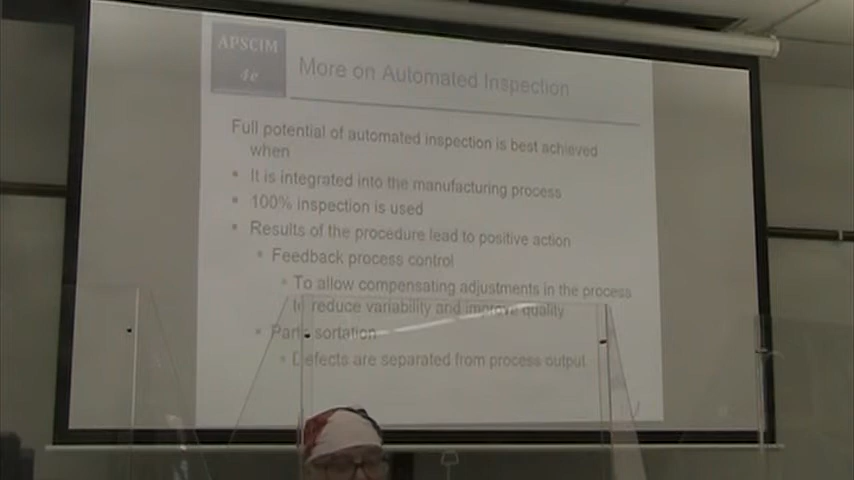 APSCIM
4e
More on Automated Inspection
Full potential of automated inspection is best achieved
when
• It is integrated into the manufacturing process
• 100% inspection is used
• Results of the procedure lead to positive action
• Feedback process control
• To allow compensating adjustments in the process
to reduce variability and improve quality
• Parts sortation
• Defects are separated from process output